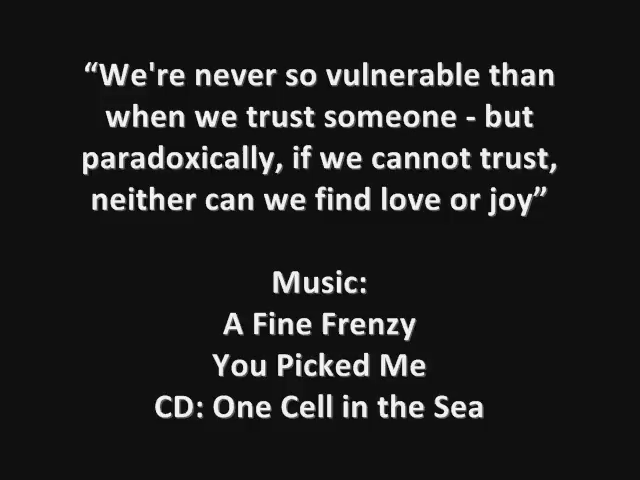 “We're never so vulnerable than
when we trust someone - but
paradoxically, if we cannot trust,
neither can we find love or joy”
Music:
A Fine Frenzy
You Picked Me
CD: One Cell in the Sea